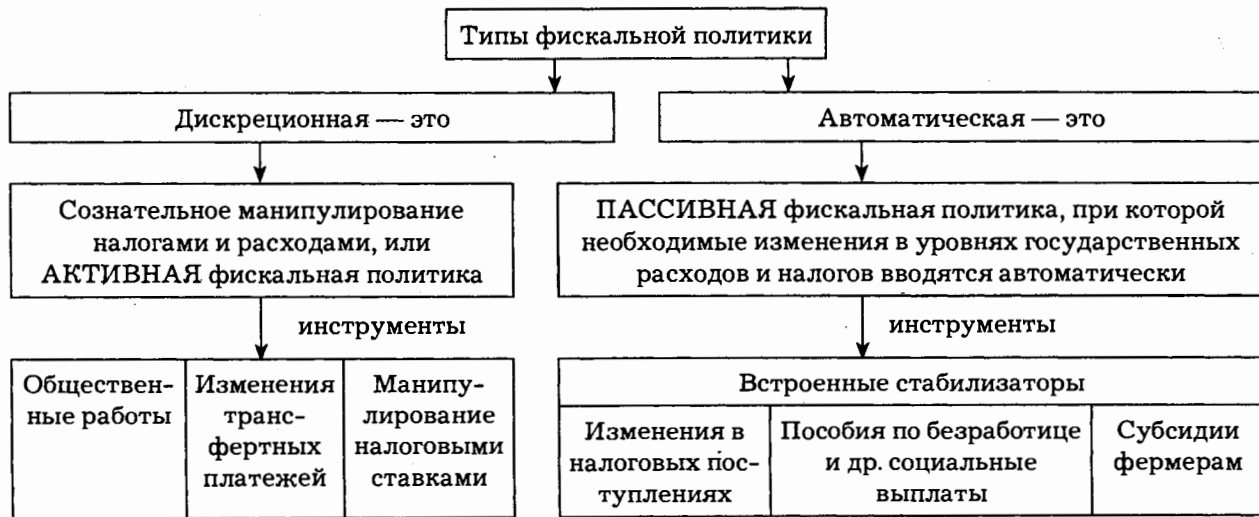 Типы фискальной политики
Дискреционная — это
Автоматическая — это
Сознательное манипулирование
налогами и расходами, или
АКТИВНАЯ фискальная политика
ПАССИВНАЯ фискальная политика, при которой
необходимые изменения в уровнях государственных
расходов и налогов вводятся автоматически
инструменты
инструменты
Обществен-
ные работы
Изменения
транс-
фертных
платежей
Манипу-
лирование
налоговыми
ставками
Встроенные стабилизаторы
Изменения в
налоговых пос-
туплениях
Пособия по безработице
и др. социальные
выплаты
Субсидии
фермерам